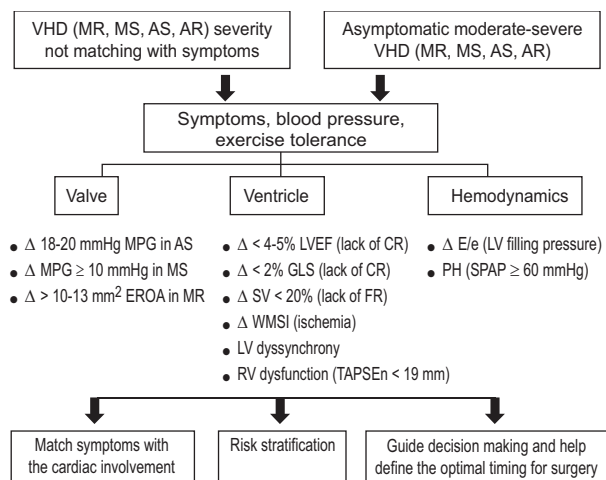 VHD (MR, MS, AS, AR) severity
not matching with symptoms
Asymptomatic moderate-severe
VHD (MR, MS, AS, AR)
Symptoms, blood pressure,
exercise tolerance
Valve
Ventricle
Hemodynamics
• Δ 18-20 mmHg MPG in AS
• Δ MPG ≥ 10 mmHg in MS
• Δ > 10-13 mm² EROA in MR
• Δ < 4-5% LVEF (lack of CR)
• Δ < 2% GLS (lack of CR)
• Δ SV < 20% (lack of FR)
• Δ WMSI (ischemia)
• LV dyssynchrony
• RV dysfunction (TAPSEn < 19 mm)
• Δ E/e (LV filling pressure)
• PH (SPAP ≥ 60 mmHg)
Match symptoms with
the cardiac involvement
Risk stratification
Guide decision making and help
define the optimal timing for surgery